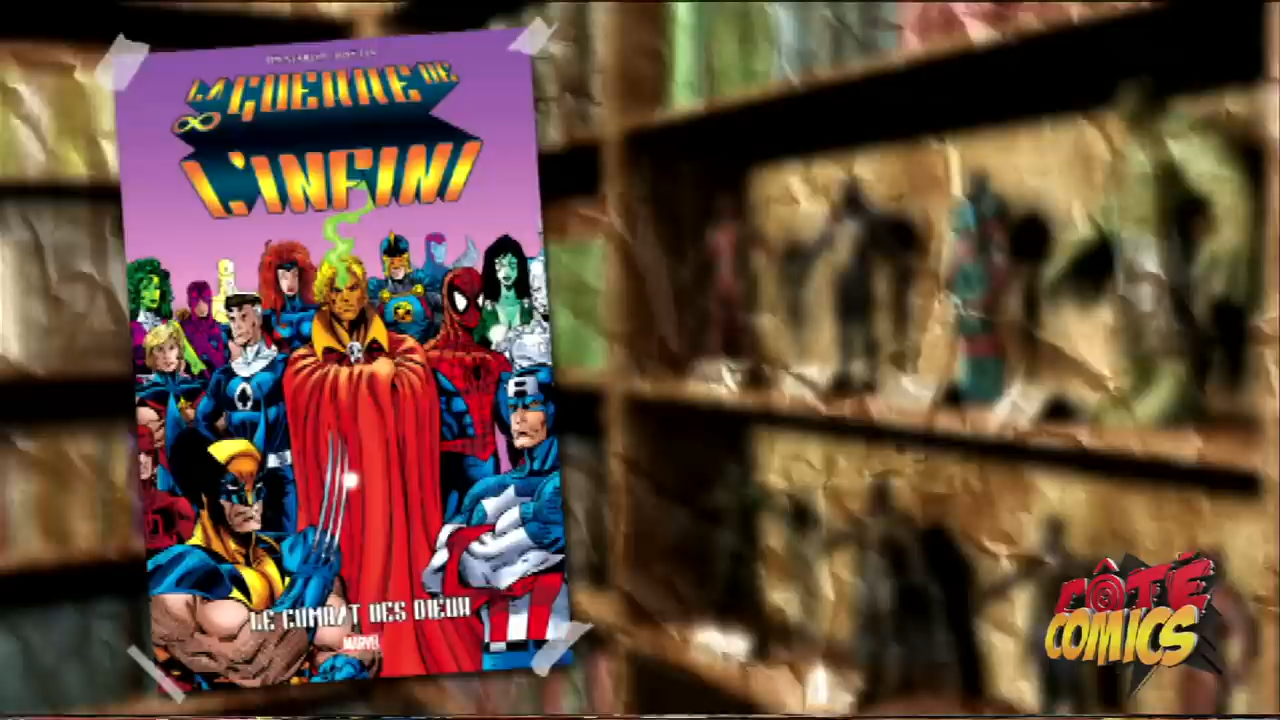 LA GUERRE DE
L'INFINI
LE COMBAT DES DIEUX
MARVEL
CÔTÉ
COMICS